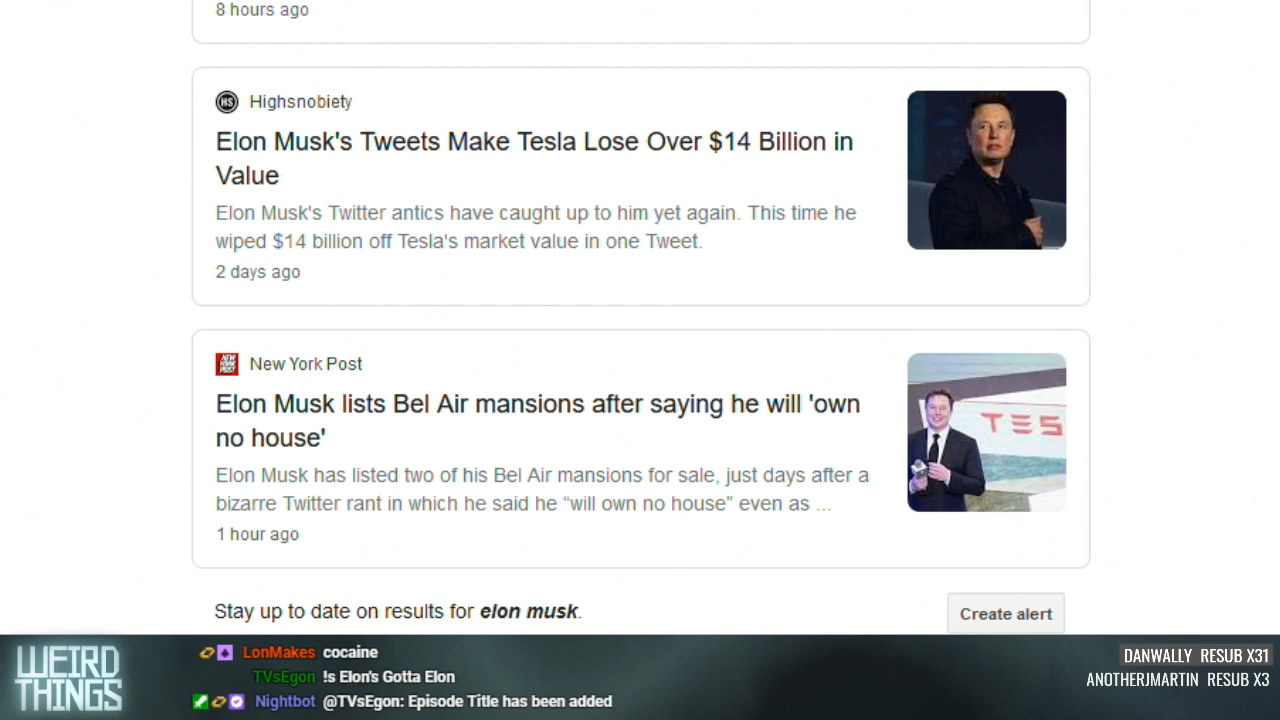 8 hours ago
HS Highsnobiety
Elon Musk's Tweets Make Tesla Lose Over $14 Billion in
Value
Elon Musk's Twitter antics have caught up to him yet again. This time he
wiped $14 billion off Tesla's market value in one Tweet.
2 days ago
NEW YORK POST New York Post
Elon Musk lists Bel Air mansions after saying he will 'own
no house'
TES
Elon Musk has listed two of his Bel Air mansions for sale, just days after a
bizarre Twitter rant in which he said he “will own no house” even as ...
1 hour ago
Stay up to date on results for elon musk.
Create alert
WEIRD
THINGS
LonMakes cocaine
TVsEgon !s Elon's Gotta Elon
Nightbot @TVsEgon: Episode Title has been added
DANWALLY RESUB X31
ANOTHERJMARTIN RESUB X3